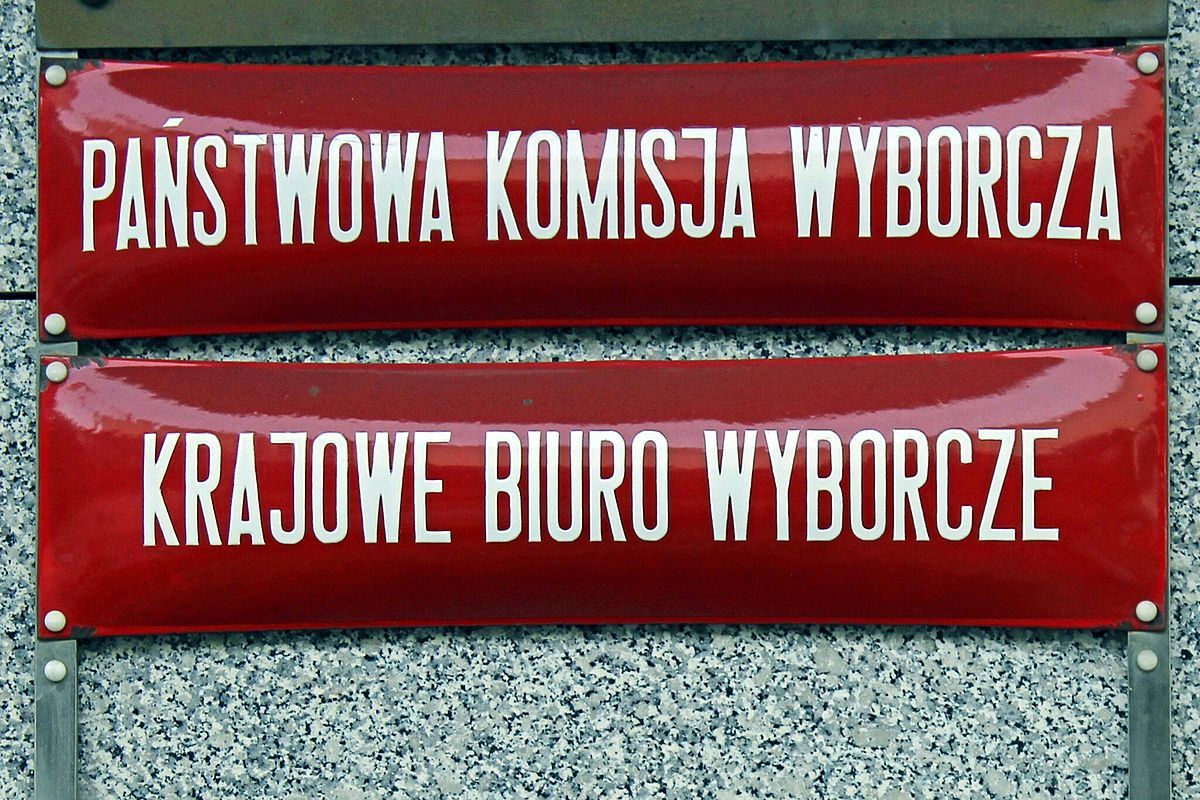 PAŃSTWOWA KOMISJA WYBORCZA
KRAJOWE BIURO WYBORCZE